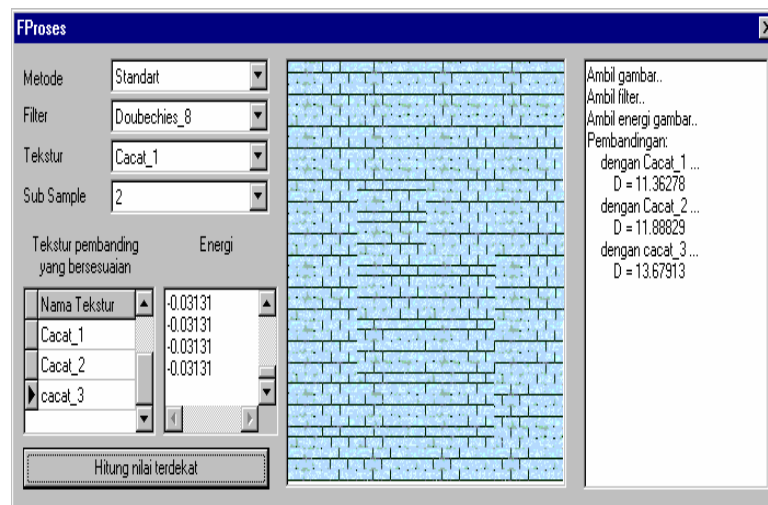 FProses
Metode Standart
Filter Doubechies_8
Tekstur Cacat_1
Sub Sample 2
Tekstur pembanding
yang bersesuaian
Energi
Nama Tekstur
Cacat_1
Cacat_2
cacat_3
-0.03131
-0.03131
-0.03131
-0.03131
Hitung nilai terdekat
Ambil gambar..
Ambil filter..
Ambil energi gambar..
Pembandingan:
dengan Cacat_1 ...
D = 11.36278
dengan Cacat_2 ...
D = 11.88829
dengan cacat_3 ...
D = 13.67913